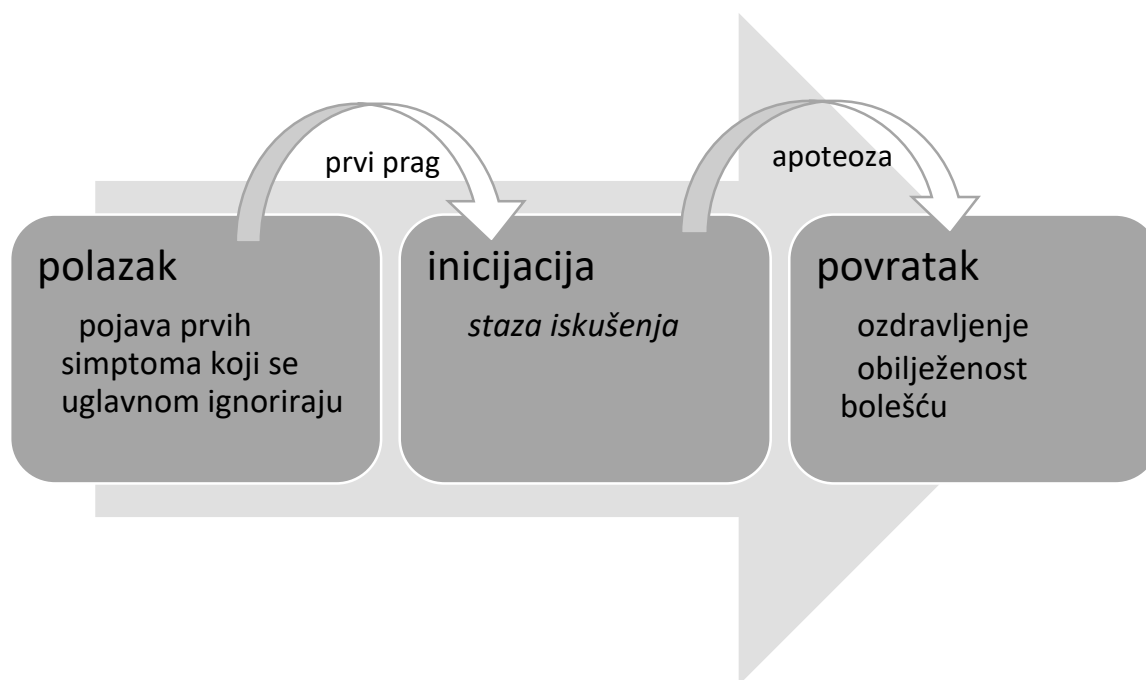 polazak
pojava prvih
simptoma koji se
uglavnom ignoriraju
prvi prag
inicijacija
staza iskušenja
apoteoza
povratak
ozdravljenje
obilježenost
bolešću